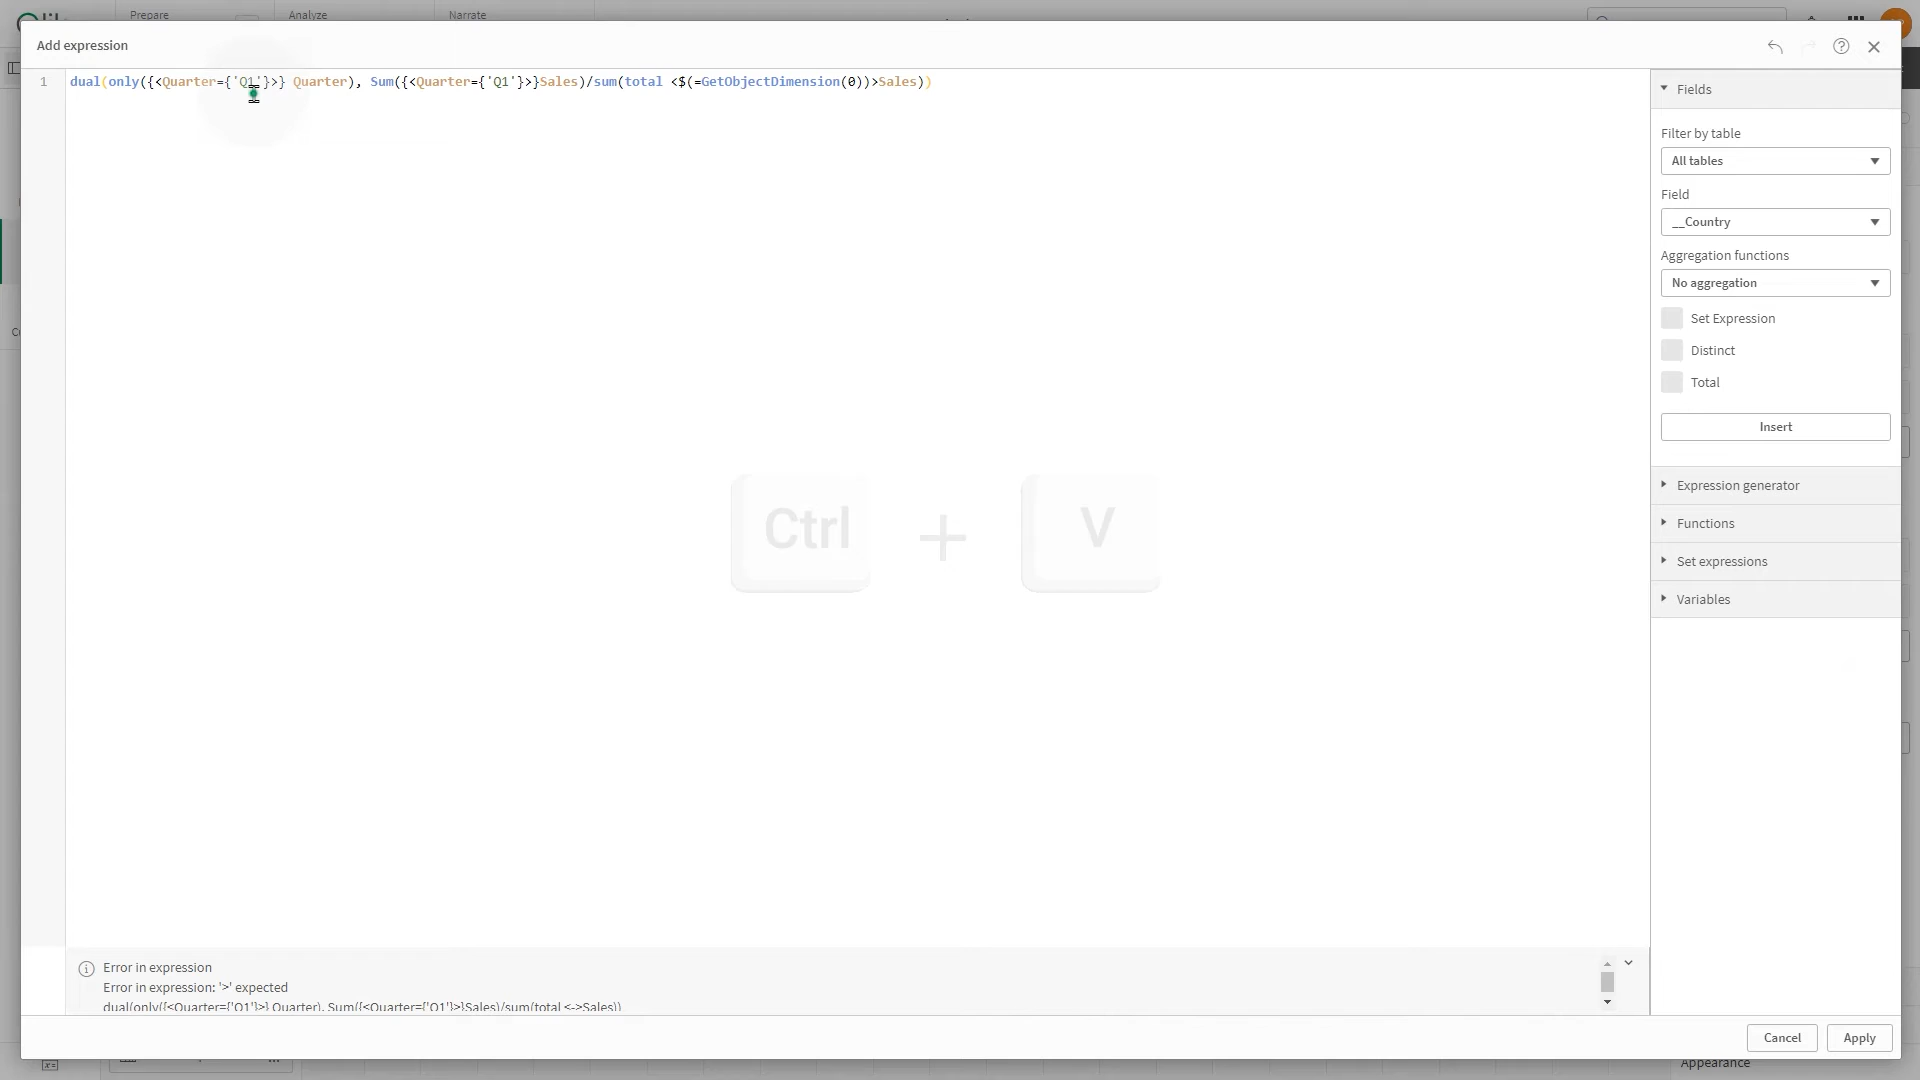 Prepare
Analyze
Narrate
Add expression
1
dual(only({<Quarter={'Q1'}>} Quarter), Sum({<Quarter={'Q1'}>}Sales)/sum(total <$(=GetObjectDimension(0))>Sales))
Fields
Filter by table
All tables
Field
__Country
Aggregation functions
No aggregation
Set Expression
Distinct
Total
Insert
Expression generator
Functions
Set expressions
Variables
Ctrl + V
Error in expression
Error in expression: '>' expected
dual(only({<Quarter={'Q1'}>} Quarter), Sum({<Quarter={'Q1'}>}Sales)/sum(total <->Sales))
Cancel
Apply
Appearance